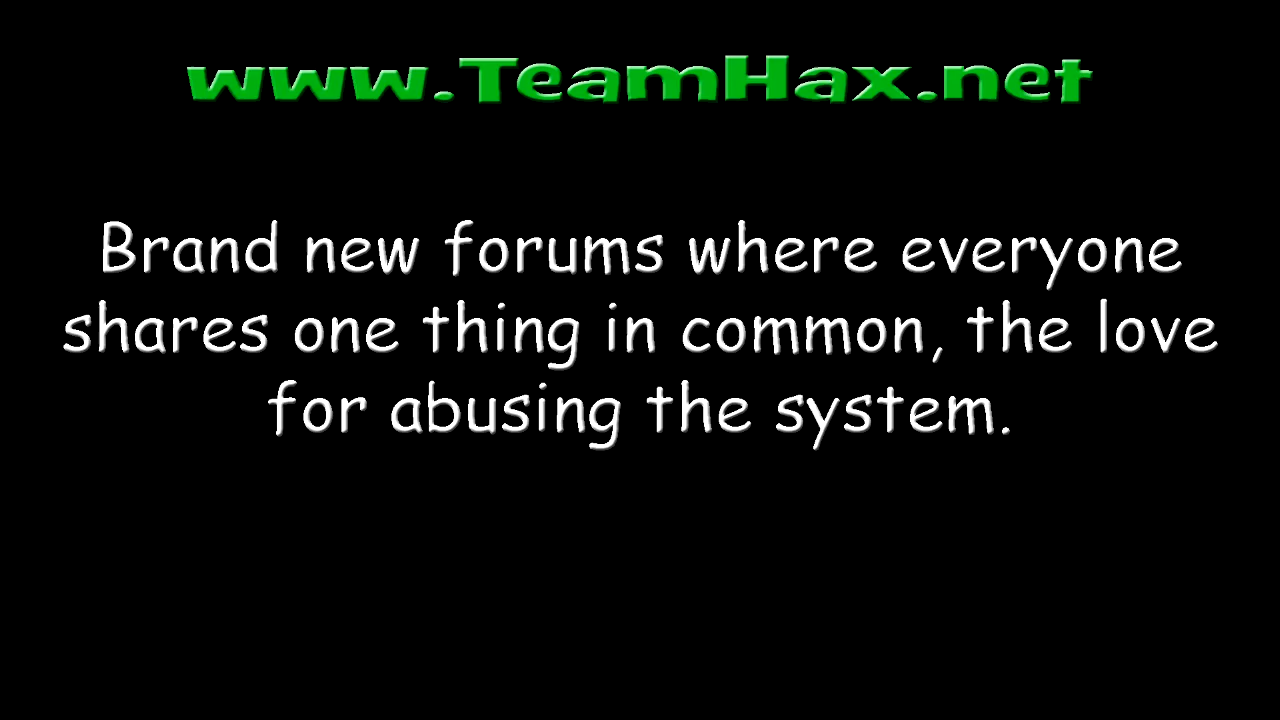 www.TeamHax.net
Brand new forums where everyone
shares one thing in common, the love
for abusing the system.